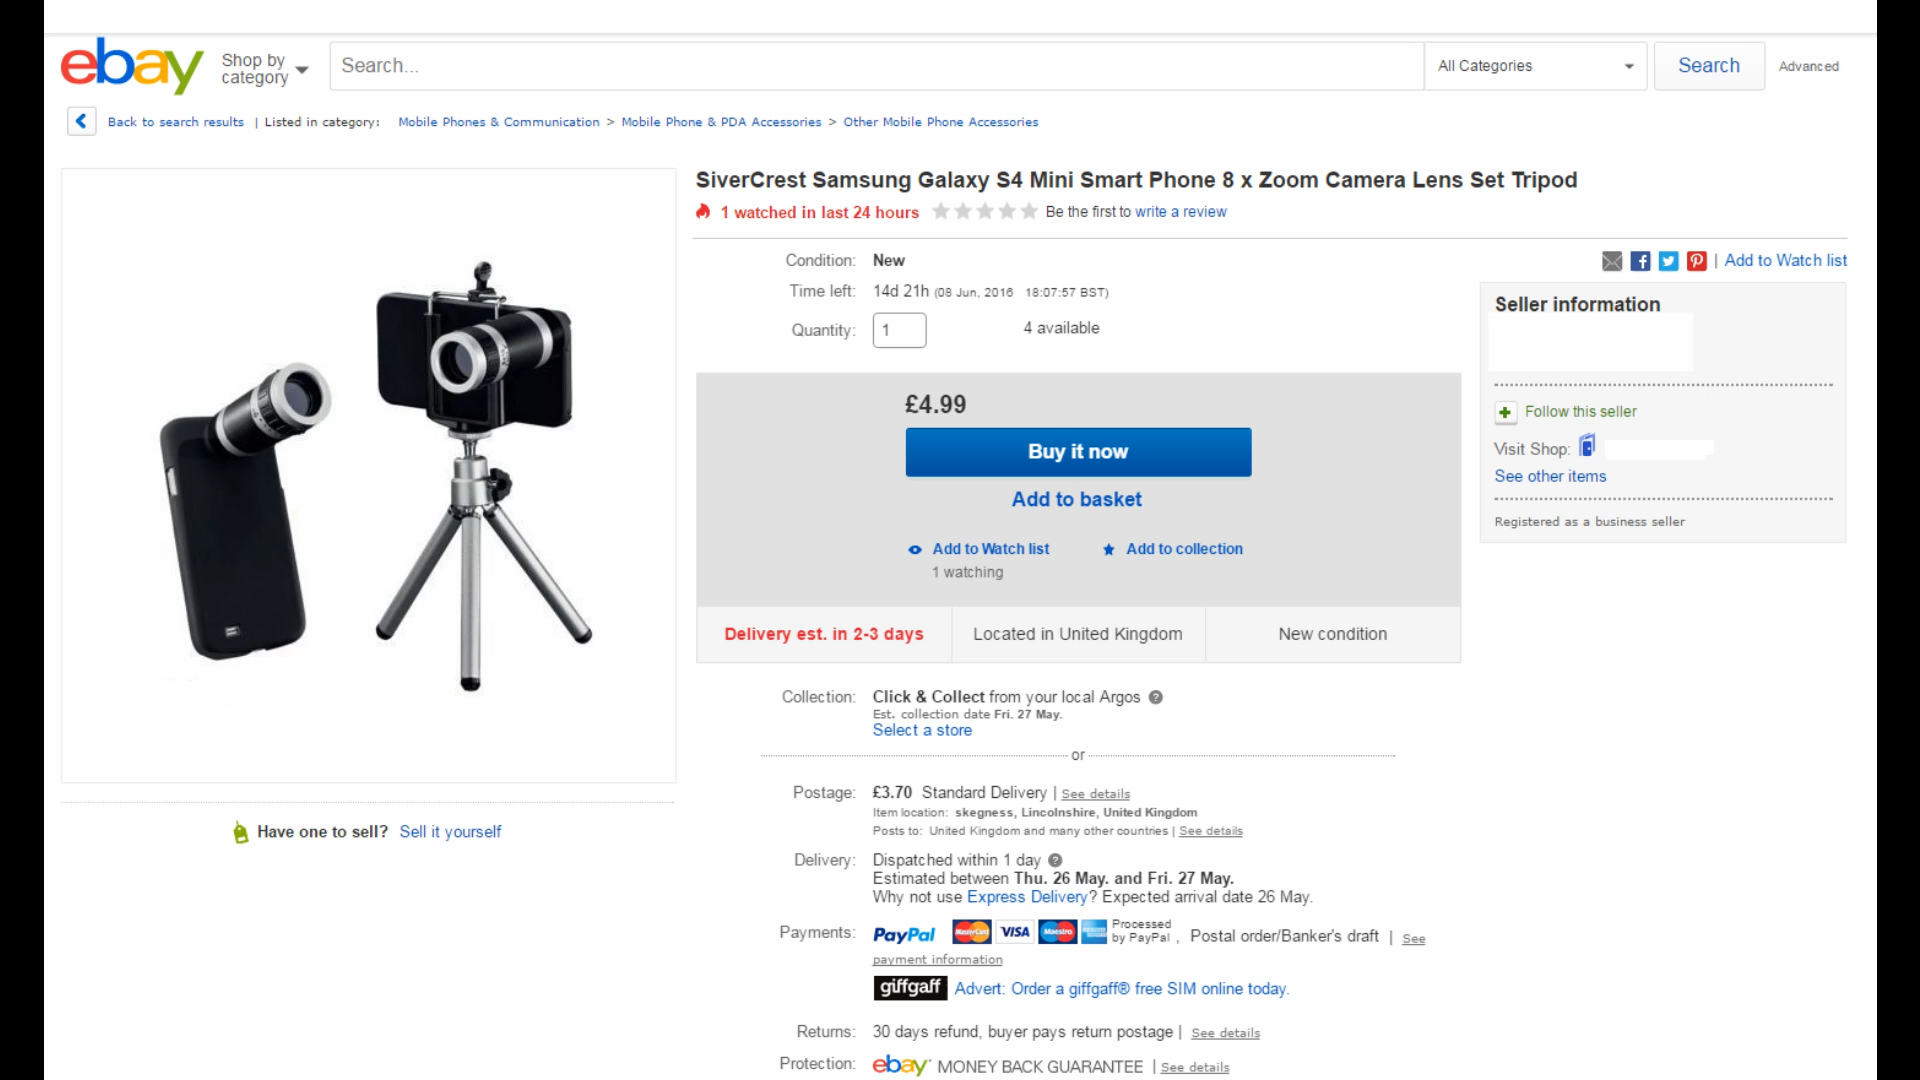 ebay
Shop by
category
Search...
All Categories
Search
Advanced
Back to search results | Listed in category: Mobile Phones & Communication > Mobile Phone & PDA Accessories > Other Mobile Phone Accessories
SiverCrest Samsung Galaxy S4 Mini Smart Phone 8 x Zoom Camera Lens Set Tripod
1 watched in last 24 hours
Be the first to write a review
Condition: New
Time left: 14d 21h (08 Jun, 2016 18:07:57 BST)
Quantity: 1
4 available
| Add to Watch list
Seller information
Follow this seller
Visit Shop:
See other items
Registered as a business seller
£4.99
Buy it now
Add to basket
Add to Watch list
Add to collection
1 watching
Delivery est. in 2-3 days
Located in United Kingdom
New condition
Collection: Click & Collect from your local Argos ?
Est. collection date Fri. 27 May.
Select a store
or
Postage: £3.70 Standard Delivery | See details
Item location: skegness, Lincolnshire, United Kingdom
Posts to: United Kingdom and many other countries | See details
Have one to sell? Sell it yourself
Delivery: Dispatched within 1 day ?
Estimated between Thu. 26 May. and Fri. 27 May.
Why not use Express Delivery? Expected arrival date 26 May.
Payments: PayPal MasterCard VISA Maestro Processed
by PayPal , Postal order/Banker's draft | See
payment information
giffgaff Advert: Order a giffgaff® free SIM online today.
Returns: 30 days refund, buyer pays return postage | See details
Protection: ebay MONEY BACK GUARANTEE | See details